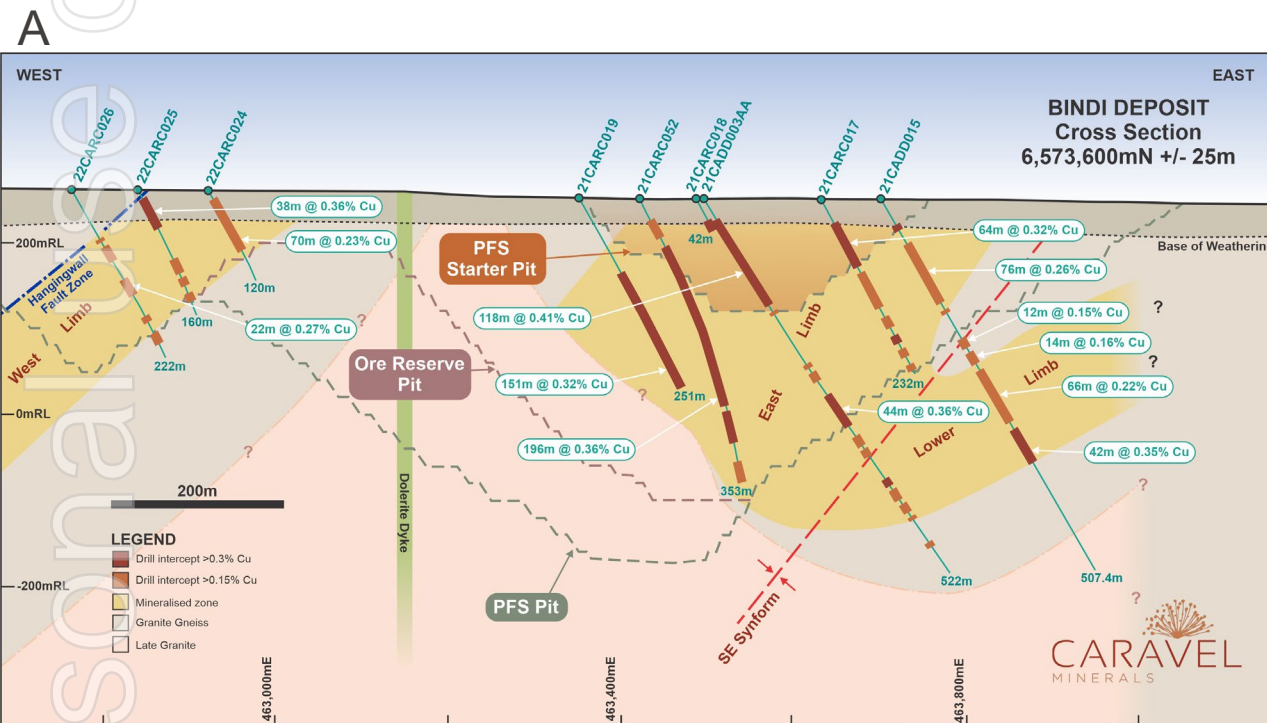 A
WEST
EAST
BINDI DEPOSIT
Cross Section
6,573,600mN +/- 25m
22CARC026
22CARC025
22CARC024
21CARC019
21CARC052
21CARC018
21CADD003AA
21CARC017
21CADD015
38m @ 0.36% Cu
70m @ 0.23% Cu
22m @ 0.27% Cu
120m
160m
222m
200mRL
0mRL
-200mRL
Hangingwall
Fault Zone
West
Limb
PFS
Starter Pit
42m
118m @ 0.41% Cu
Ore Reserve
Pit
151m @ 0.32% Cu
251m
196m @ 0.36% Cu
353m
64m @ 0.32% Cu
76m @ 0.26% Cu
12m @ 0.15% Cu
14m @ 0.16% Cu
66m @ 0.22% Cu
44m @ 0.36% Cu
42m @ 0.35% Cu
232m
522m
507.4m
Base of Weatherin
East
Limb
Lower
Limb
?
?
?
?
?
?
?
SE Synform
PFS Pit
Dolerite Dyke
200m
LEGEND
Drill intercept >0.3% Cu
Drill intercept >0.15% Cu
Mineralised zone
Granite Gneiss
Late Granite
463,000mE
463,400mE
463,800mE
CARAVEL
MINERALS
sonal use o